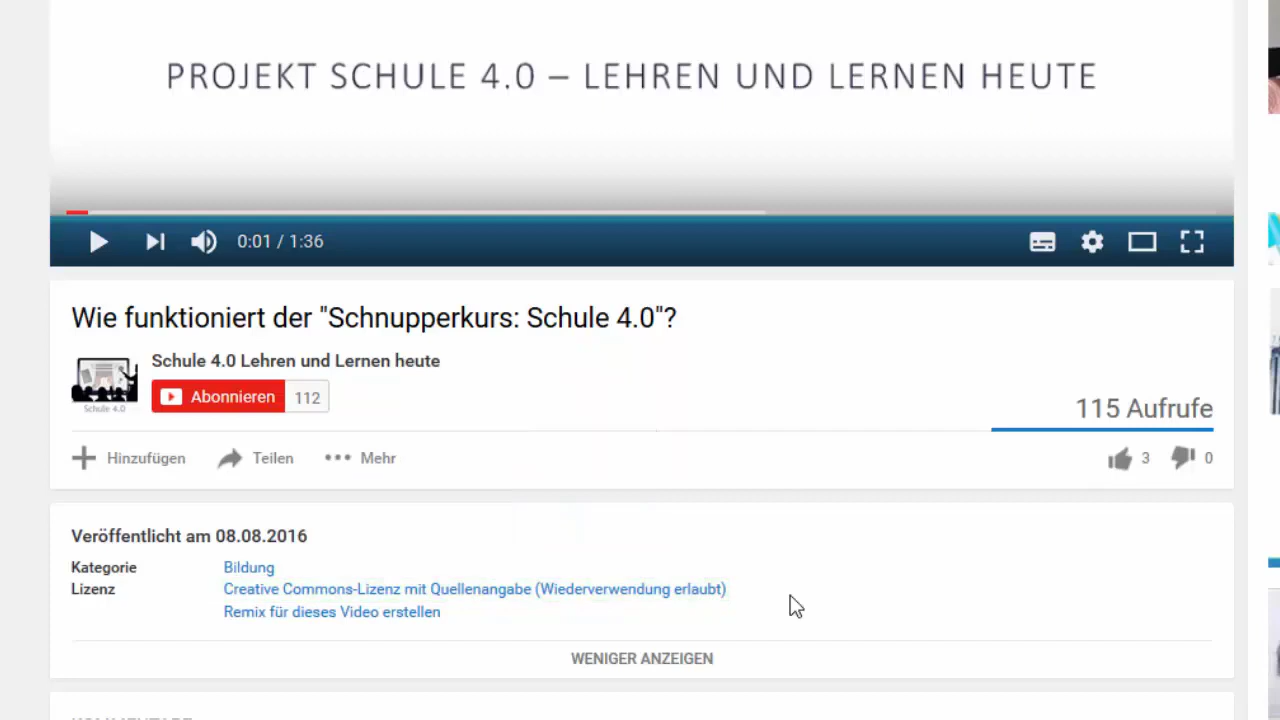 PROJEKT SCHULE 4.0 – LEHREN UND LERNEN HEUTE
0:01 / 1:36
Wie funktioniert der "Schnupperkurs: Schule 4.0"?
Schule 4.0 Lehren und Lernen heute
Abonnieren 112
Schule 4.0
115 Aufrufe
Hinzufügen Teilen Mehr 3 0
Veröffentlicht am 08.08.2016
Kategorie Bildung
Lizenz Creative Commons-Lizenz mit Quellenangabe (Wiederverwendung erlaubt)
Remix für dieses Video erstellen
WENIGER ANZEIGEN